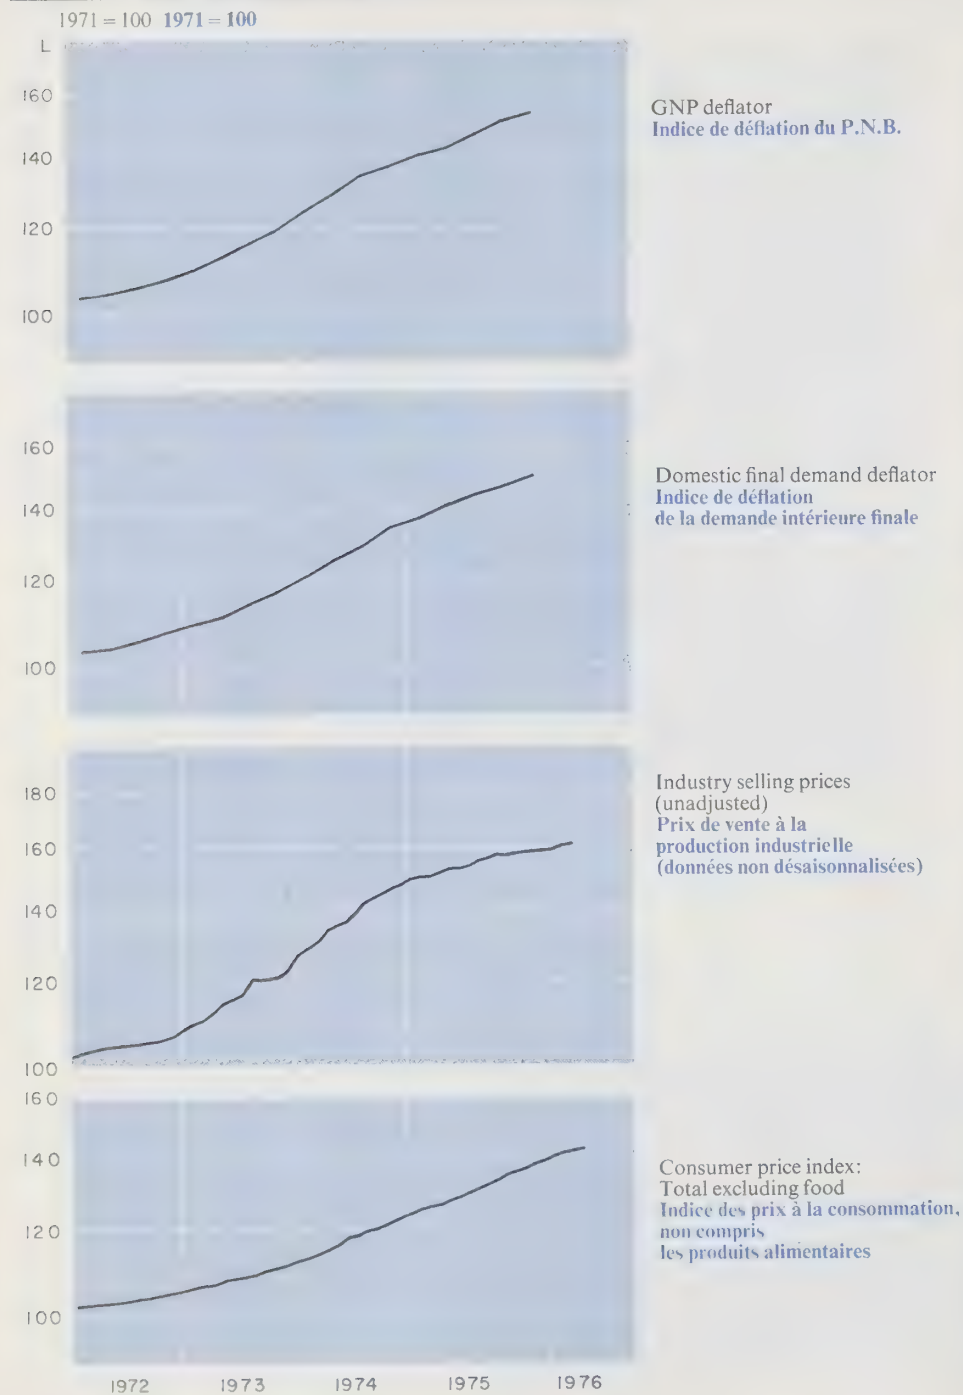 1971 = 100 1971 = 100
L
160
140
120
100
GNP deflator
Indice de déflation du P.N.B.
160
140
120
100
Domestic final demand deflator
Indice de déflation
de la demande intérieure finale
180
160
140
120
100
Industry selling prices
(unadjusted)
Prix de vente à la
production industrielle
(données non désaisonnalisées)
160
140
120
100
Consumer price index:
Total excluding food
Indice des prix à la consommation,
non compris
les produits alimentaires
1972 1973 1974 1975 1976